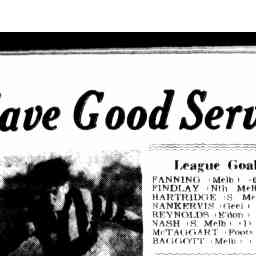 ave Good Serv
League Goal
FANNING (Melb.)
FINDLAY (Nth Melb
HARTRIDGE (S. Me
NANKERVIS (Geel.)
REYNOLDS (E'don)
NASH (S. Melb.)
McTAGGART (Foots
BAGGOTT (Melb.)